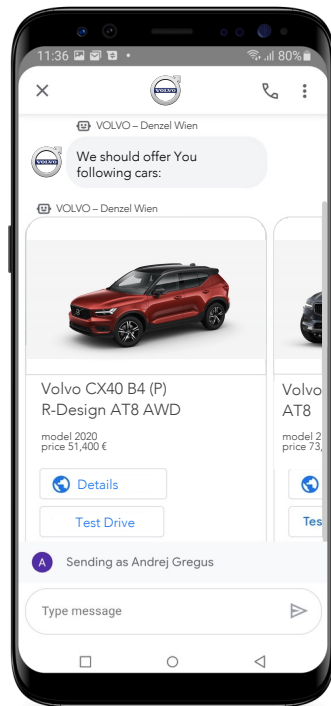 11:36
80%
VOLVO
VOLVO – Denzel Wien
VOLVO
We should offer You
following cars:
VOLVO – Denzel Wien
Volvo CX40 B4 (P)
R-Design AT8 AWD
model 2020
price 51,400 €
Details
Test Drive
Volvo
AT8
model 2
price 73,
Tes
A
Sending as Andrej Gregus
Type message